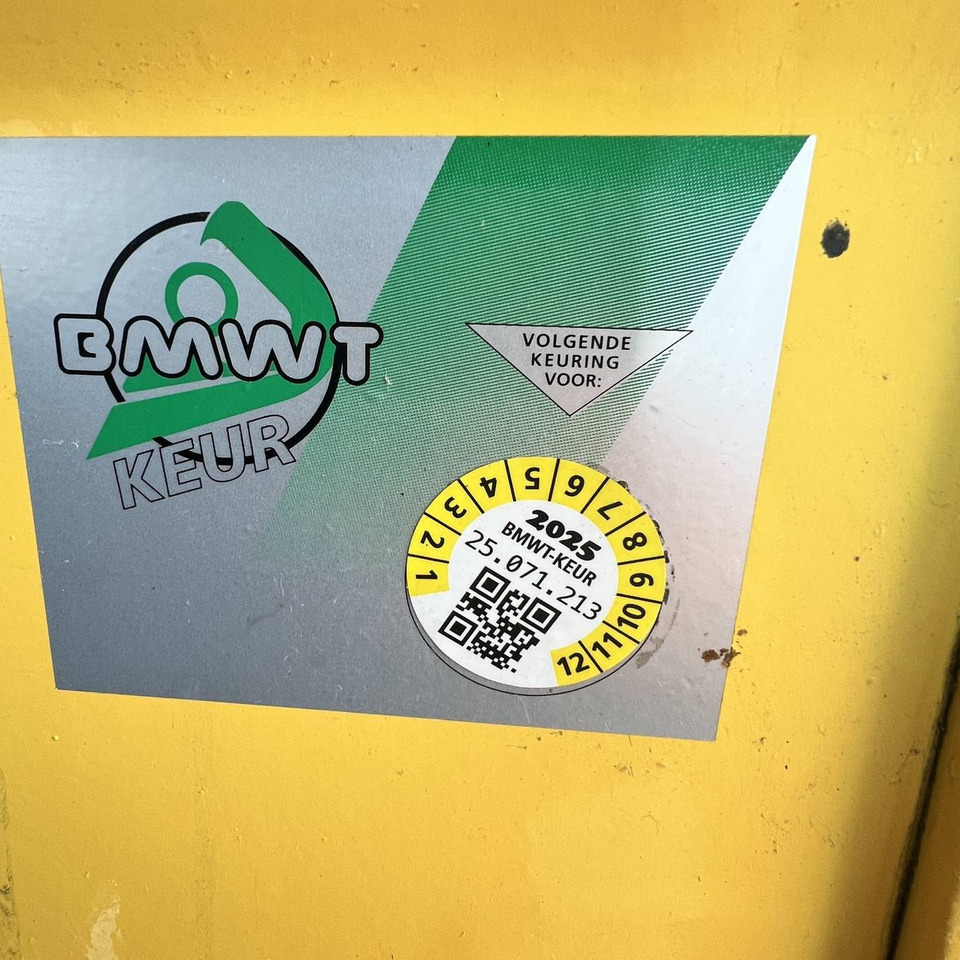 BMWT
KEUR
VOLGENDE
KEURING
VOOR:
1 2 3 4 5 6 7 8 9 10 11 12
2025
BMWT-KEUR
25.071.213